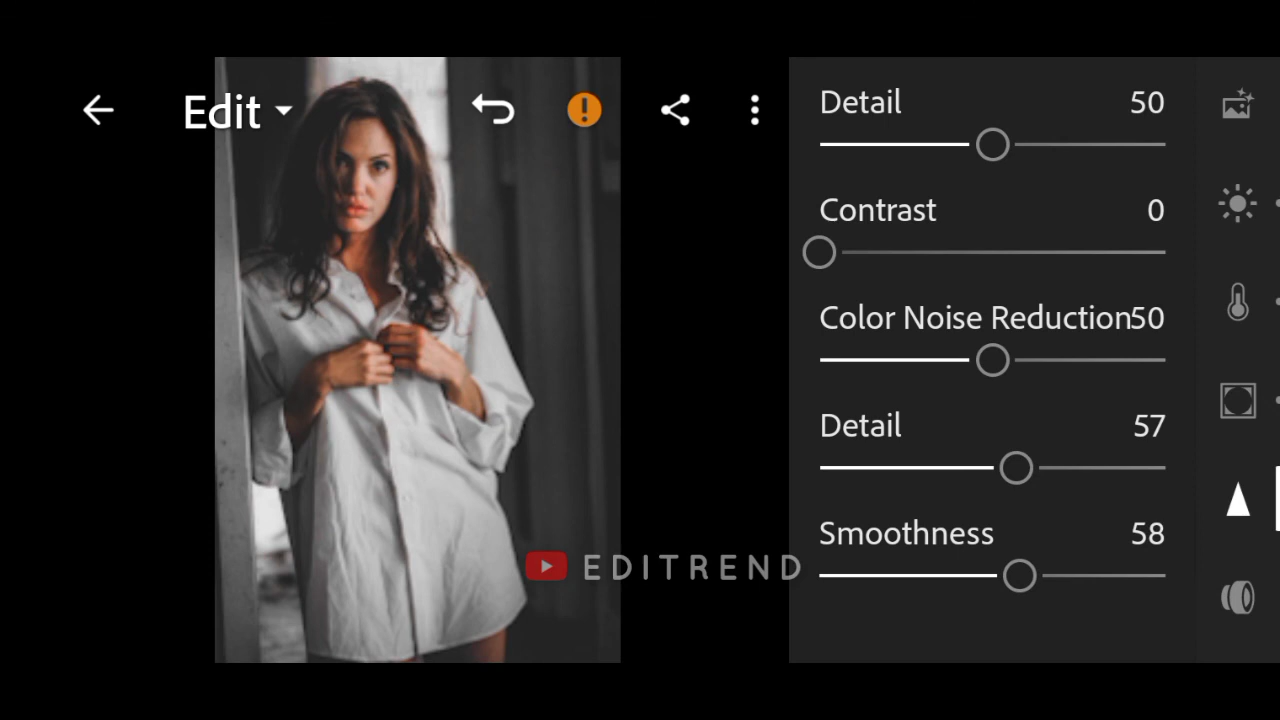 Edit
Detail 50
Contrast 0
Color Noise Reduction50
Detail 57
Smoothness 58
EDITREND